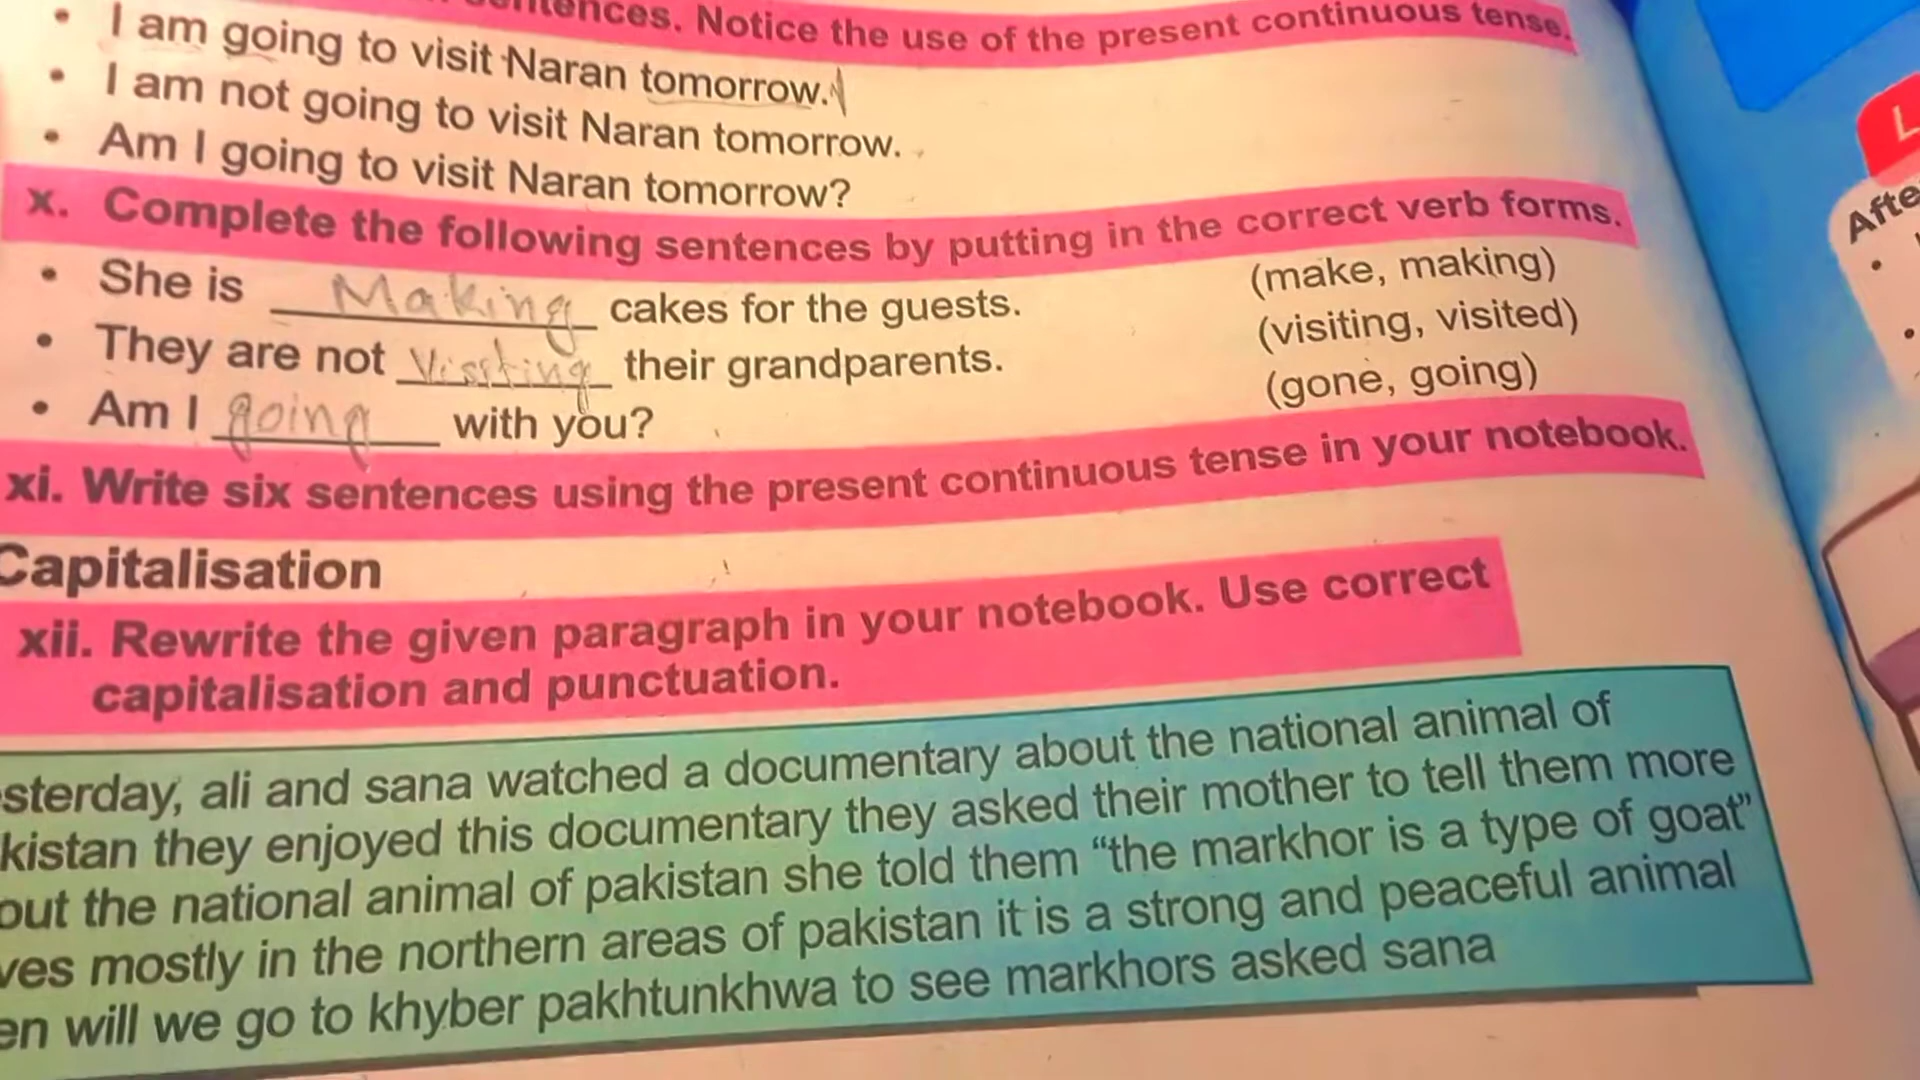 sentences. Notice the use of the present continuous tense.
• I am going to visit Naran tomorrow.
• I am not going to visit Naran tomorrow.
• Am I going to visit Naran tomorrow?
x. Complete the following sentences by putting in the correct verb forms.
• She is Making cakes for the guests. (make, making)
• They are not Vissting their grandparents. (visiting, visited)
• Am I going with you? (gone, going)
xi. Write six sentences using the present continuous tense in your notebook.
Capitalisation
xii. Rewrite the given paragraph in your notebook. Use correct
capitalisation and punctuation.
sterday, ali and sana watched a documentary about the national animal of
kistan they enjoyed this documentary they asked their mother to tell them more
out the national animal of pakistan she told them “the markhor is a type of goat”
ves mostly in the northern areas of pakistan it is a strong and peaceful animal
en will we go to khyber pakhtunkhwa to see markhors asked sana
L
Afte